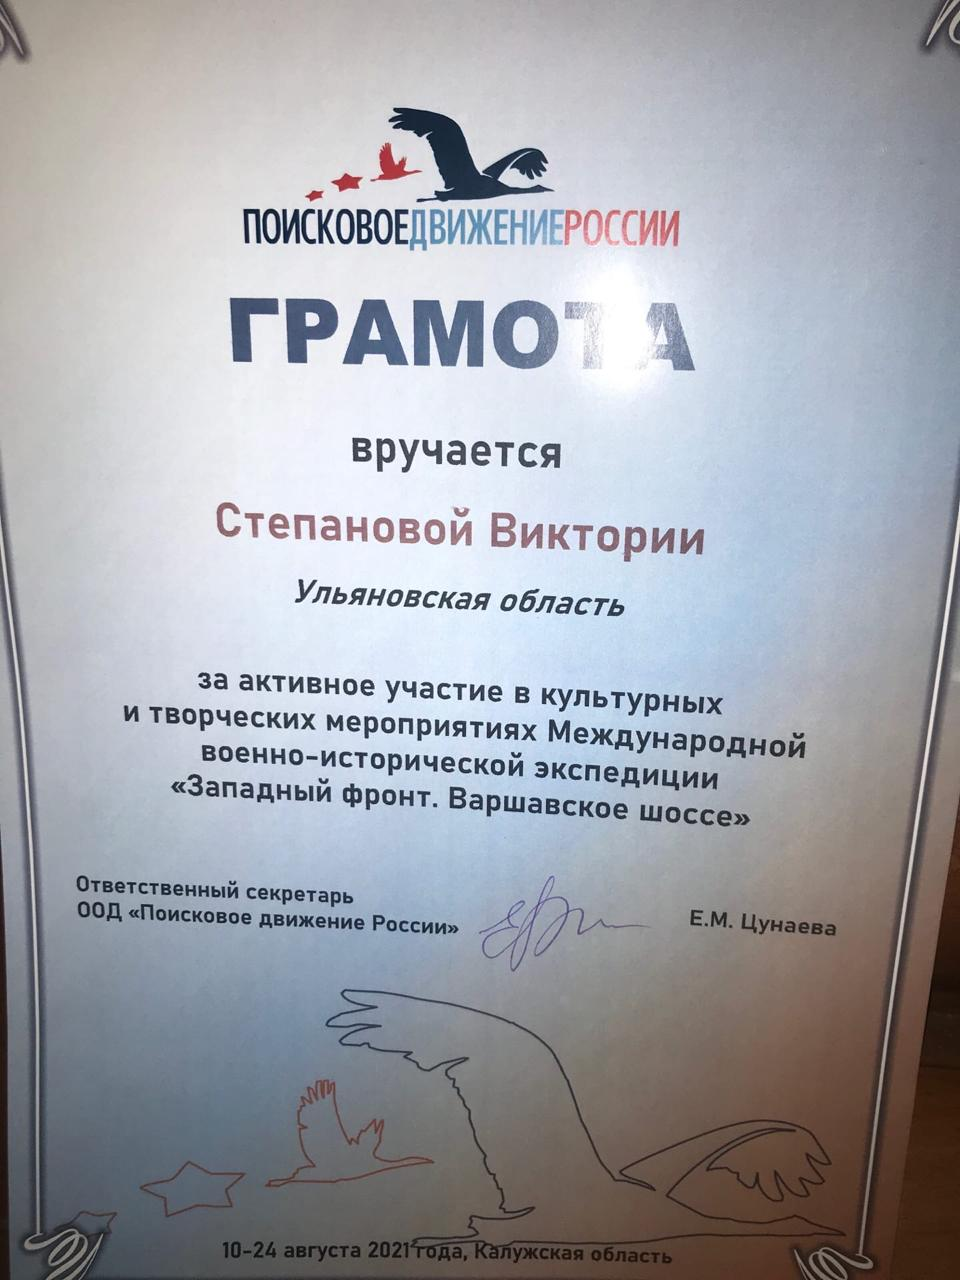 ПОИСКОВОЕДВИЖЕНИЕРОССИИ
ГРАМОТА
вручается
Степановой Виктории
Ульяновская область
за активное участие в культурных
и творческих мероприятиях Международной
военно-исторической экспедиции
«Западный фронт. Варшавское шоссе»
Ответственный секретарь
ООД «Поисковое движение России»
Е.М. Цунаева
10-24 августа 2021 года, Калужская область